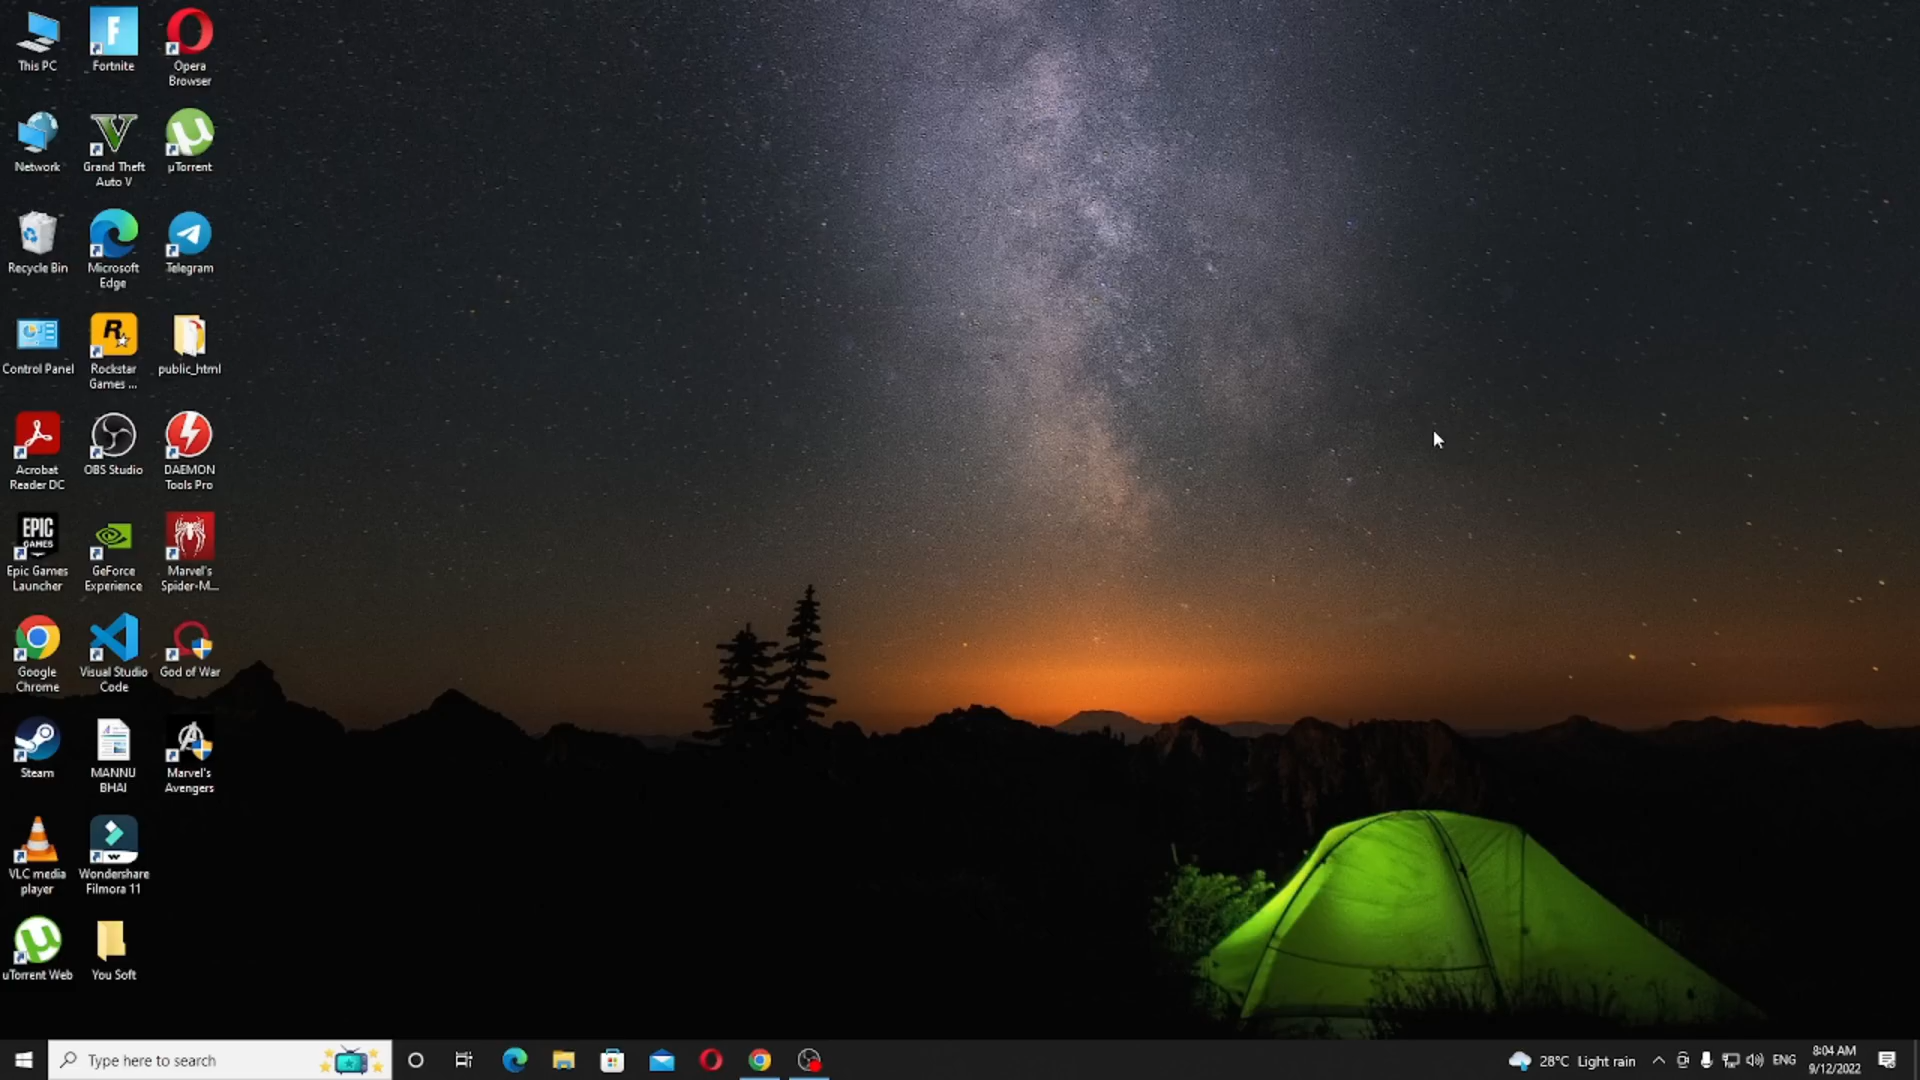 This PC
Fortnite
Opera
Browser
Network
Grand Theft
Auto V
µTorrent
Recycle Bin
Microsoft
Edge
Telegram
Control Panel
Rockstar
Games ...
public_html
Acrobat
Reader DC
OBS Studio
DAEMON
Tools Pro
EPIC
GAMES
Epic Games
Launcher
GeForce
Experience
Marvel's
Spider-M...
Google
Chrome
Visual Studio
Code
God of War
Steam
MANNU
BHAI
Marvel's
Avengers
VLC media
player
Wondershare
Filmora 11
uTorrent Web
You Soft
Type here to search
28°C Light rain
ENG
8:04 AM
9/12/2022